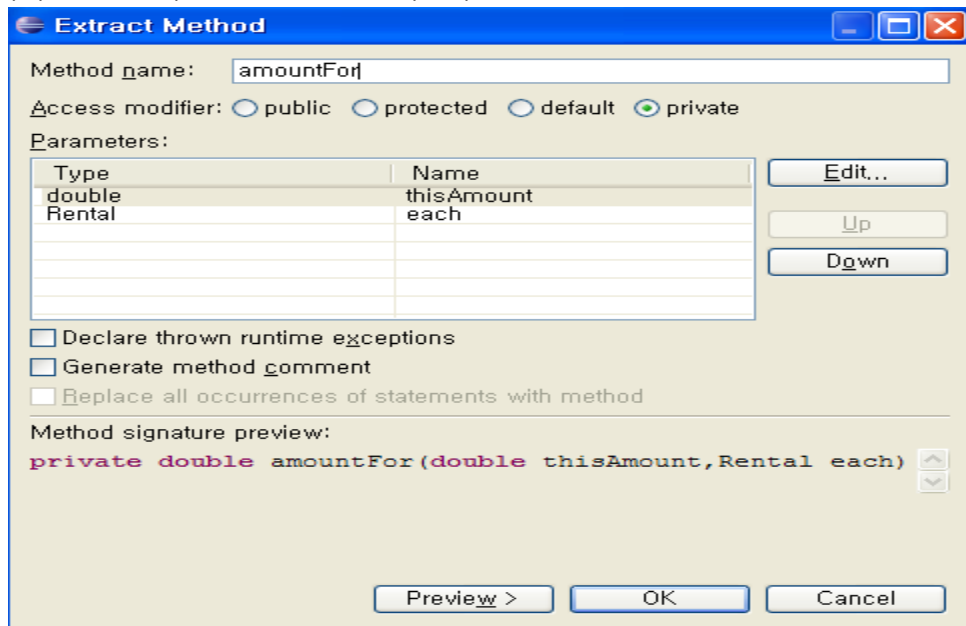 Extract Method
Method name: amountFor
Access modifier: public protected default private
Parameters:
Type Name
double thisAmount
Rental each
Edit...
Up
Down
Declare thrown runtime exceptions
Generate method comment
Replace all occurrences of statements with method
Method signature preview:
private double amountFor(double thisAmount,Rental each)
Preview > OK Cancel